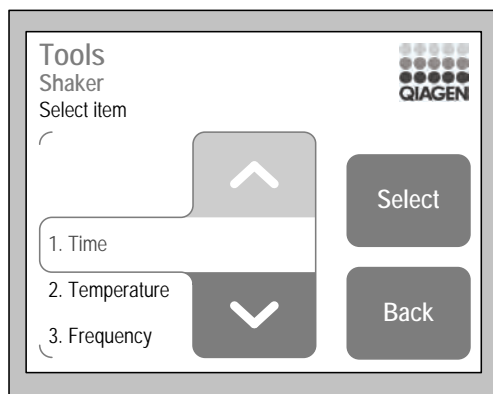 Tools
Shaker
Select item
QIAGEN
1. Time
2. Temperature
3. Frequency
Select
Back